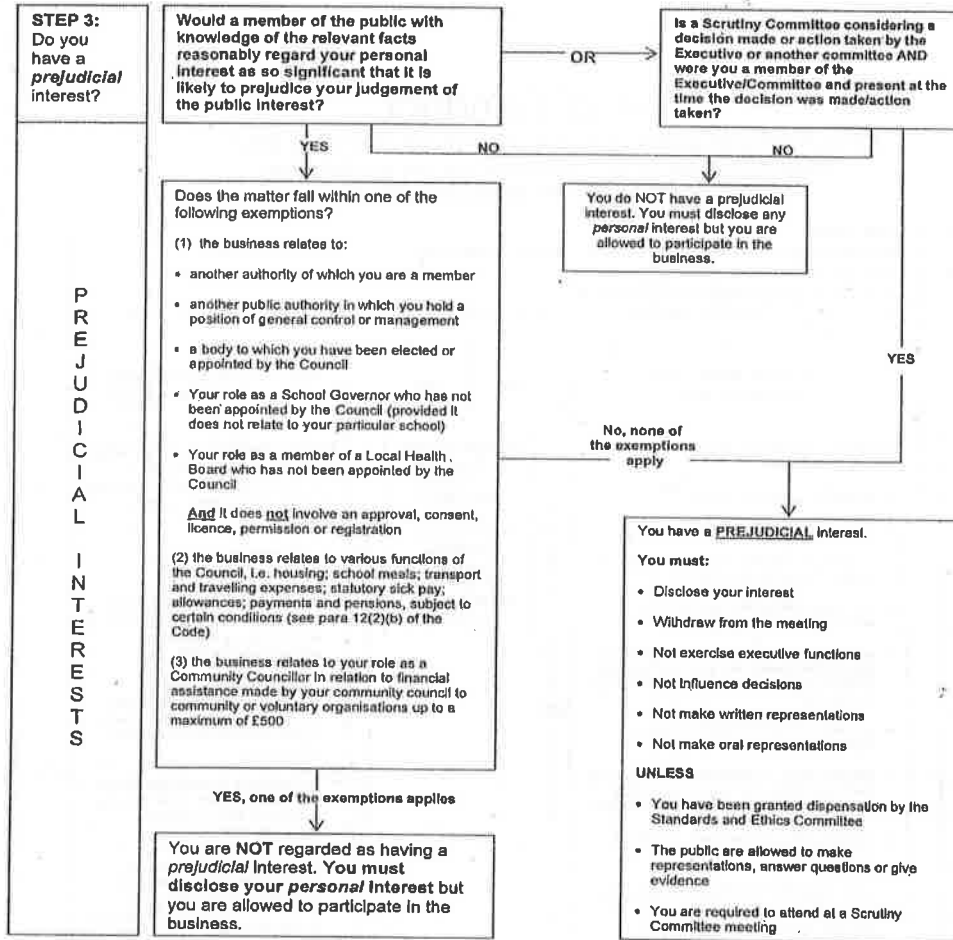 STEP 3:
Do you
have a
prejudicial
interest?
PREJUDICIAL INTERESTS
Would a member of the public with
knowledge of the relevant facts
reasonably regard your personal
interest as so significant that it is
likely to prejudice your judgement
of the public interest?
OR
Is a Scrutiny Committee considering a
decision made or action taken by the
Executive or another committee AND
were you a member of the
Executive/Committee and present at the
time the decision was made/action
taken?
YES
NO
NO
You do NOT have a prejudicial
interest. You must disclose any
personal interest but you are
allowed to participate in the
business.
YES
Does the matter fall within one of the
following exemptions?
(1) the business relates to:
• another authority of which you are a member
• another public authority in which you hold a
position of general control or management
• a body to which you have been elected or
appointed by the Council
• Your role as a School Governor who has not
been appointed by the Council (provided it
does not relate to your particular school)
• Your role as a member of a Local Health
Board who has not been appointed by the
Council
And it does not involve an approval, consent,
licence, permission or registration
(2) the business relates to various functions of
the Council, i.e. housing; school meals; transport
and travelling expenses; statutory sick pay;
allowances; payments and pensions, subject to
certain conditions (see para 12(2)(b) of the
Code)
(3) the business relates to your role as a
Community Councillor in relation to financial
assistance made by your community council to
community or voluntary organisations up to a
maximum of £500
No, none of
the exemptions
apply
YES, one of the exemptions applies
You are NOT regarded as having a
prejudicial interest. You must
disclose your personal interest but
you are allowed to participate in the
business.
You have a PREJUDICIAL interest.
You must:
• Disclose your interest
• Withdraw from the meeting
• Not exercise executive functions
• Not influence decisions
• Not make written representations
• Not make oral representations
UNLESS
• You have been granted dispensation by the
Standards and Ethics Committee
• The public are allowed to make
representations, answer questions or give
evidence
• You are required to attend at a Scrutiny
Committee meeting